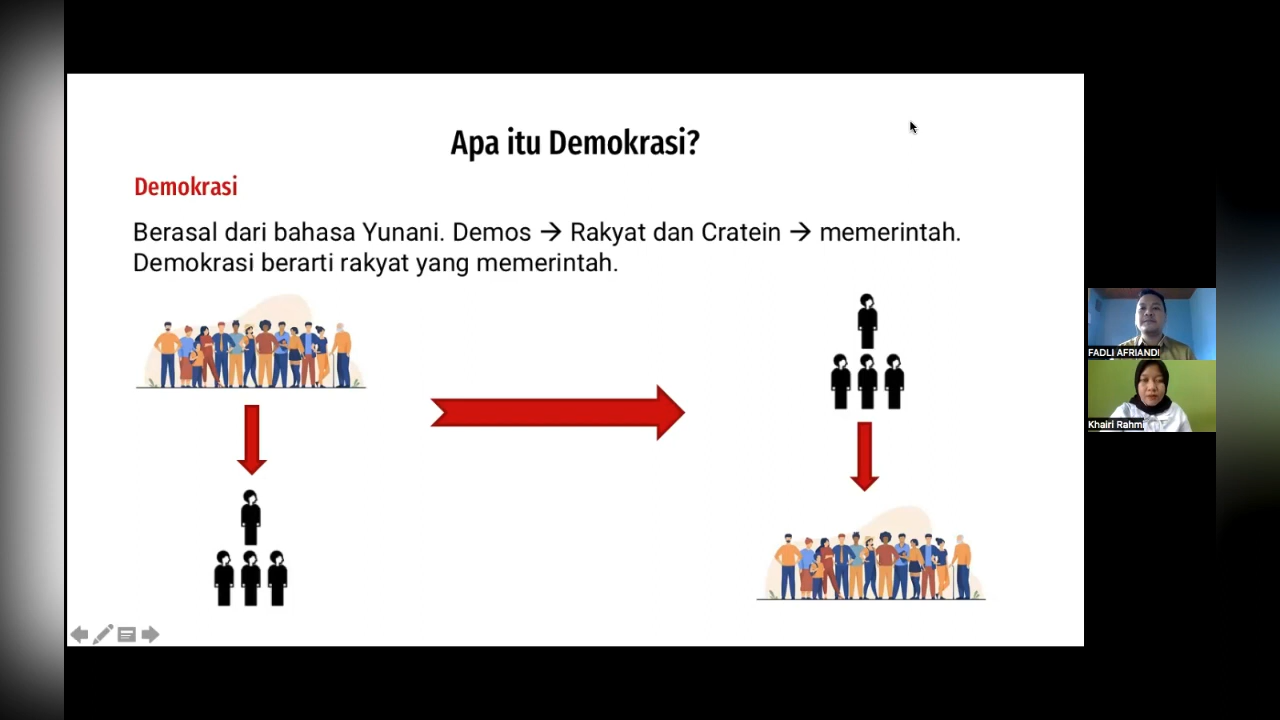 Apa itu Demokrasi?
Demokrasi
Berasal dari bahasa Yunani. Demos → Rakyat dan Cratein → memerintah.
Demokrasi berarti rakyat yang memerintah.
FADLI AFRIANDI
Khairi Rahmi